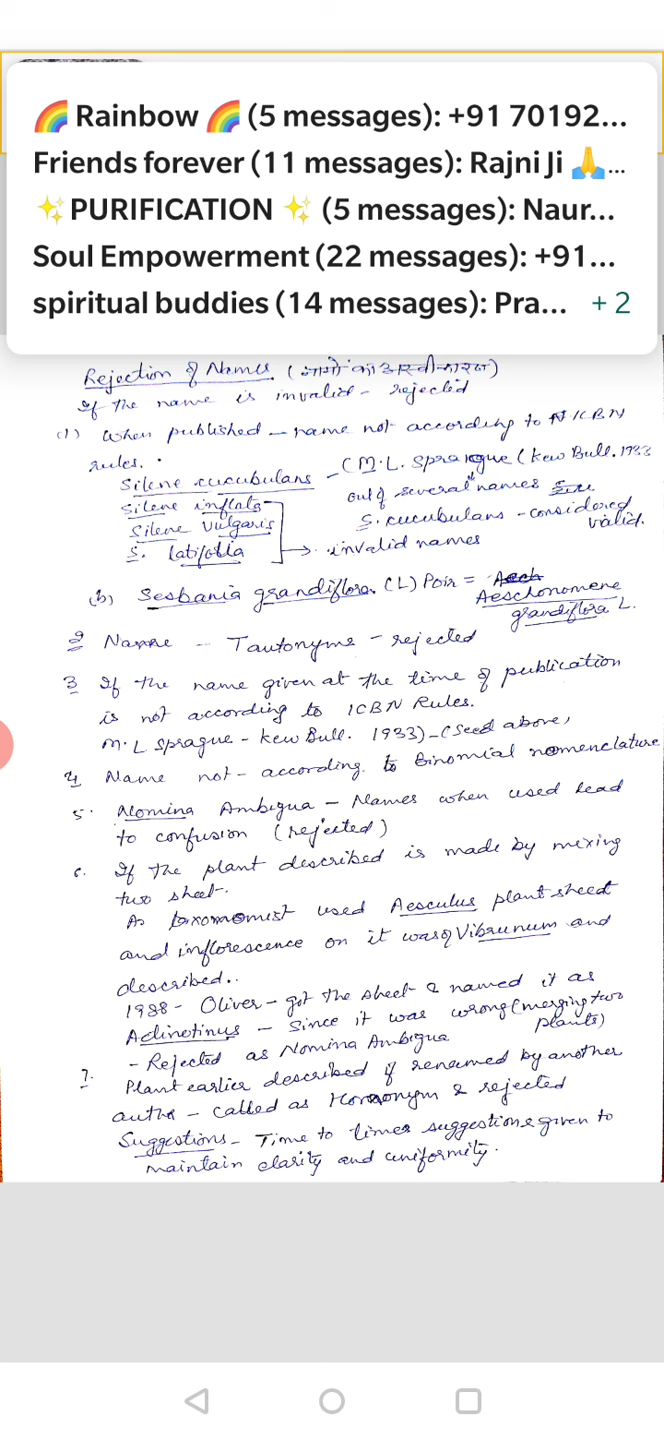 🌈 Rainbow 🌈 (5 messages): +91 70192...
Friends forever (11 messages): Rajni Ji 🙏...
✨ PURIFICATION ✨ (5 messages): Naur...
Soul Empowerment (22 messages): +91...
spiritual buddies (14 messages): Pra... + 2
Rejection of Names (नामों का अस्वीकारण)
If the name is invalid - rejected
(1) When published - name not according to ICBN
rules.
Silene cucubulans - (M.L. Sprargue (Kew Bull. 1933
Silene inflata out of several names
Silene Vulgaris S. cucubulans - considered valid.
S. latifolia → invalid names
(b) Sesbania grandiflora (L) Poir = Aeschonomene
grandiflora L.
2 Name - Tautonyms - rejected
3 If the name given at the time of publication
is not according to ICBN Rules.
M.L Sprague - Kew Bull. 1933) - (Seed above,
4 Name not - according to Binomial nomenclature
5. Nomina Ambigua - Names when used lead
to confusion (rejected)
6. If the plant described is made by mixing
two sheet.
A taxonomist used Aesculus plant sheet
and inflorescence on it was of Vibrunum and
described..
1988 - Oliver - got the sheet & named it as
Actinotinus - Since it was wrong (merging two
plants)
- Rejected as Nomina Ambigua
7. Plant earlier described if renamed by another
autho - called as Homonym & rejected
Suggestions - Time to times suggestions given to
maintain clarity and uniformity.